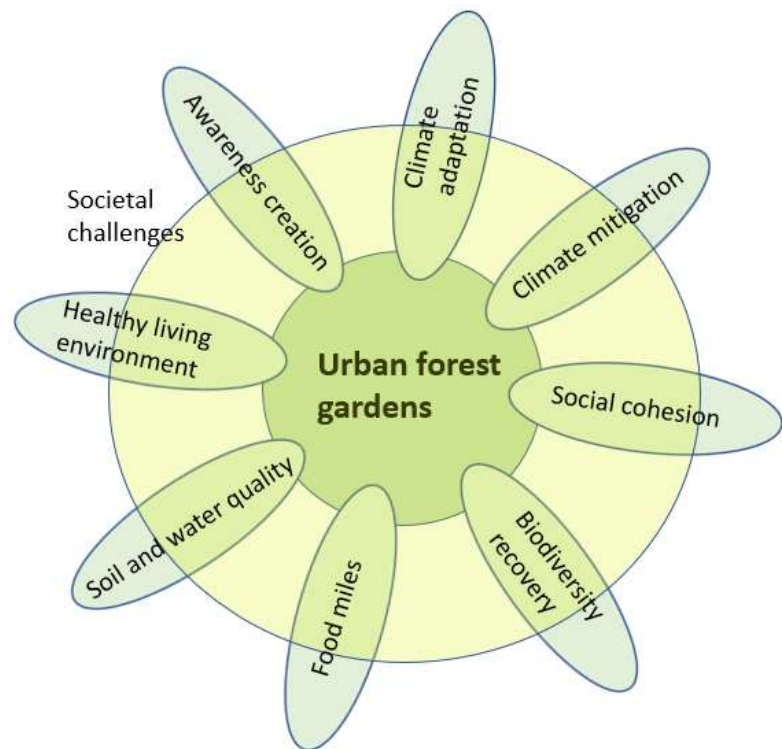 Societal
challenges
Awareness creation
Climate
adaptation
Climate mitigation
Social cohesion
Biodiversity
recovery
Food miles
Soil and water quality
Healthy living
environment
Urban forest
gardens